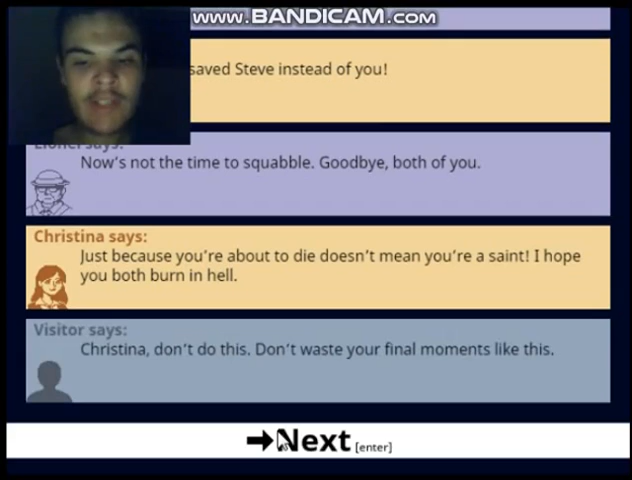 www.BANDICAM.com
saved Steve instead of you!
Lionel says:
Now's not the time to squabble. Goodbye, both of you.
Christina says:
Just because you're about to die doesn't mean you're a saint! I hope
you both burn in hell.
Visitor says:
Christina, don't do this. Don't waste your final moments like this.
Next [enter]